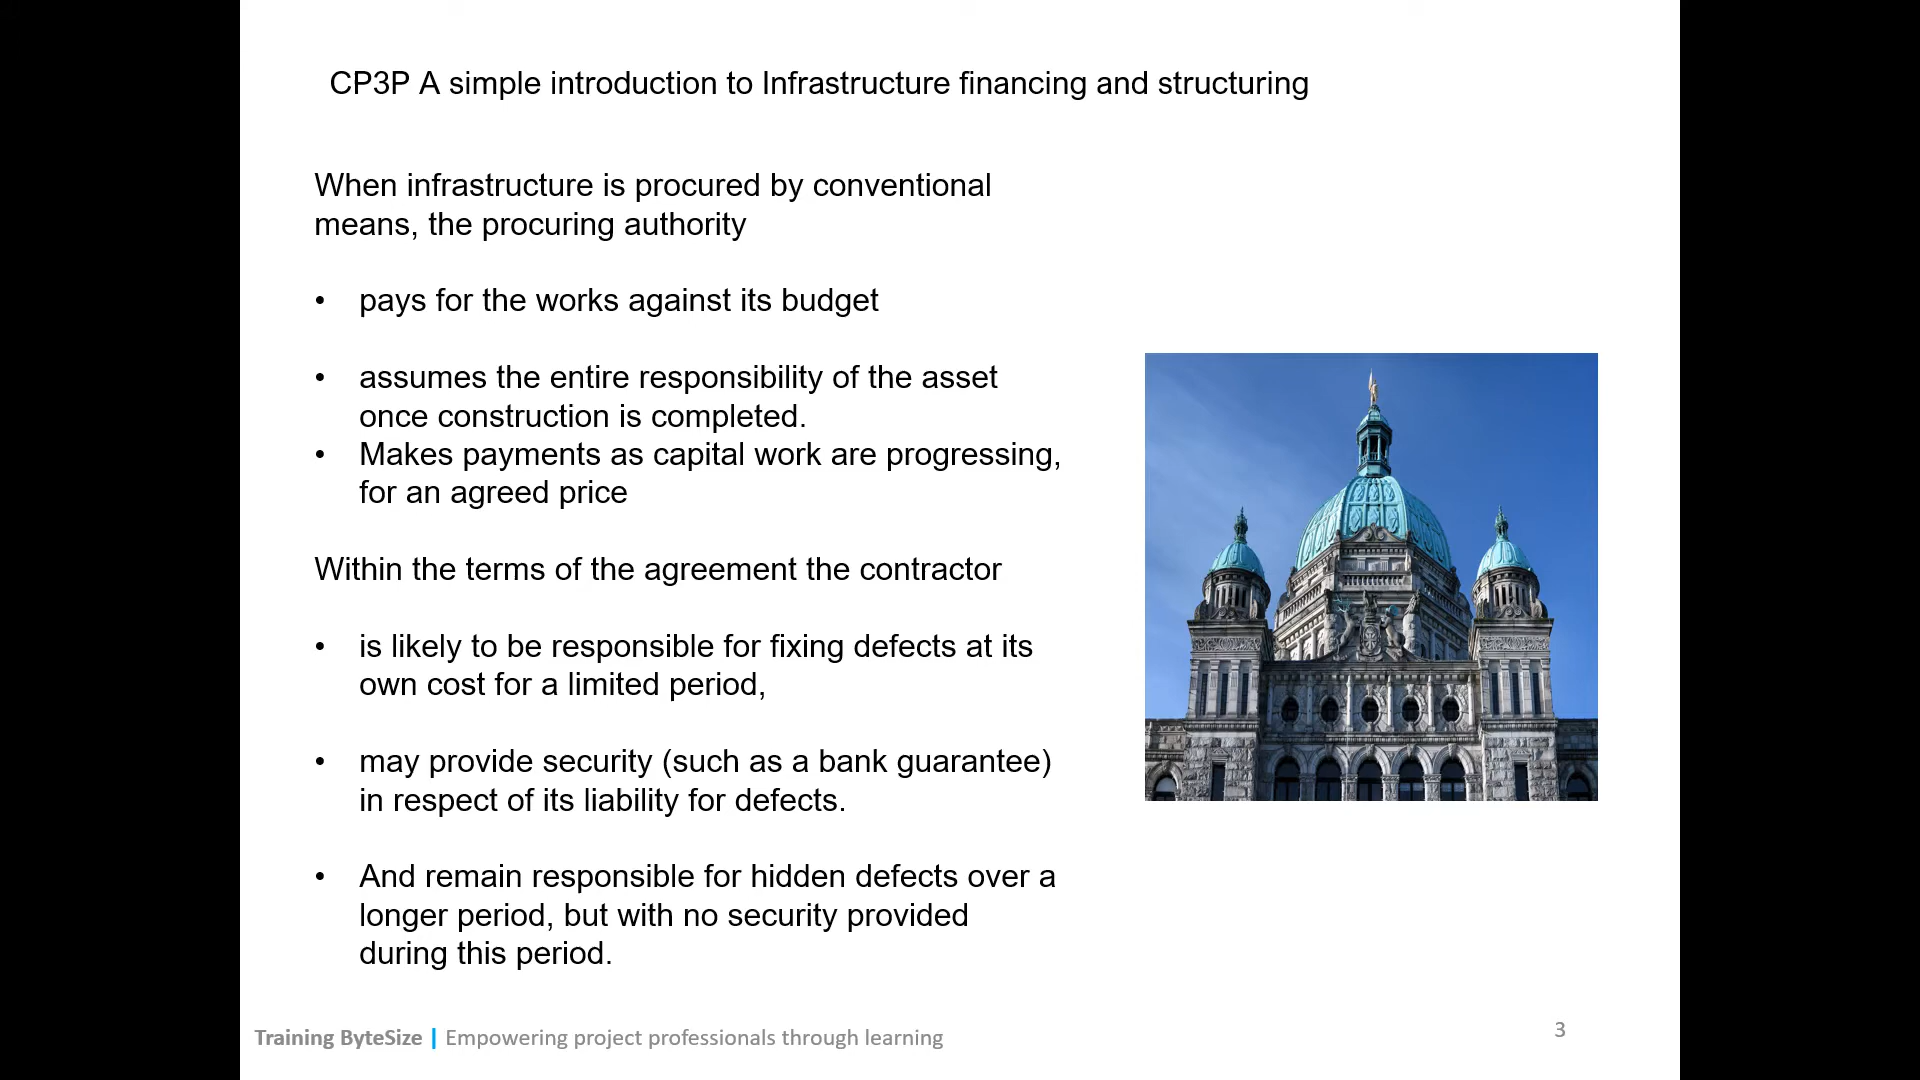 CP3P A simple introduction to Infrastructure financing and structuring
When infrastructure is procured by conventional
means, the procuring authority
• pays for the works against its budget
• assumes the entire responsibility of the asset
once construction is completed.
• Makes payments as capital work are progressing,
for an agreed price
Within the terms of the agreement the contractor
• is likely to be responsible for fixing defects at its
own cost for a limited period,
• may provide security (such as a bank guarantee)
in respect of its liability for defects.
• And remain responsible for hidden defects over a
longer period, but with no security provided
during this period.
Training ByteSize | Empowering project professionals through learning
3